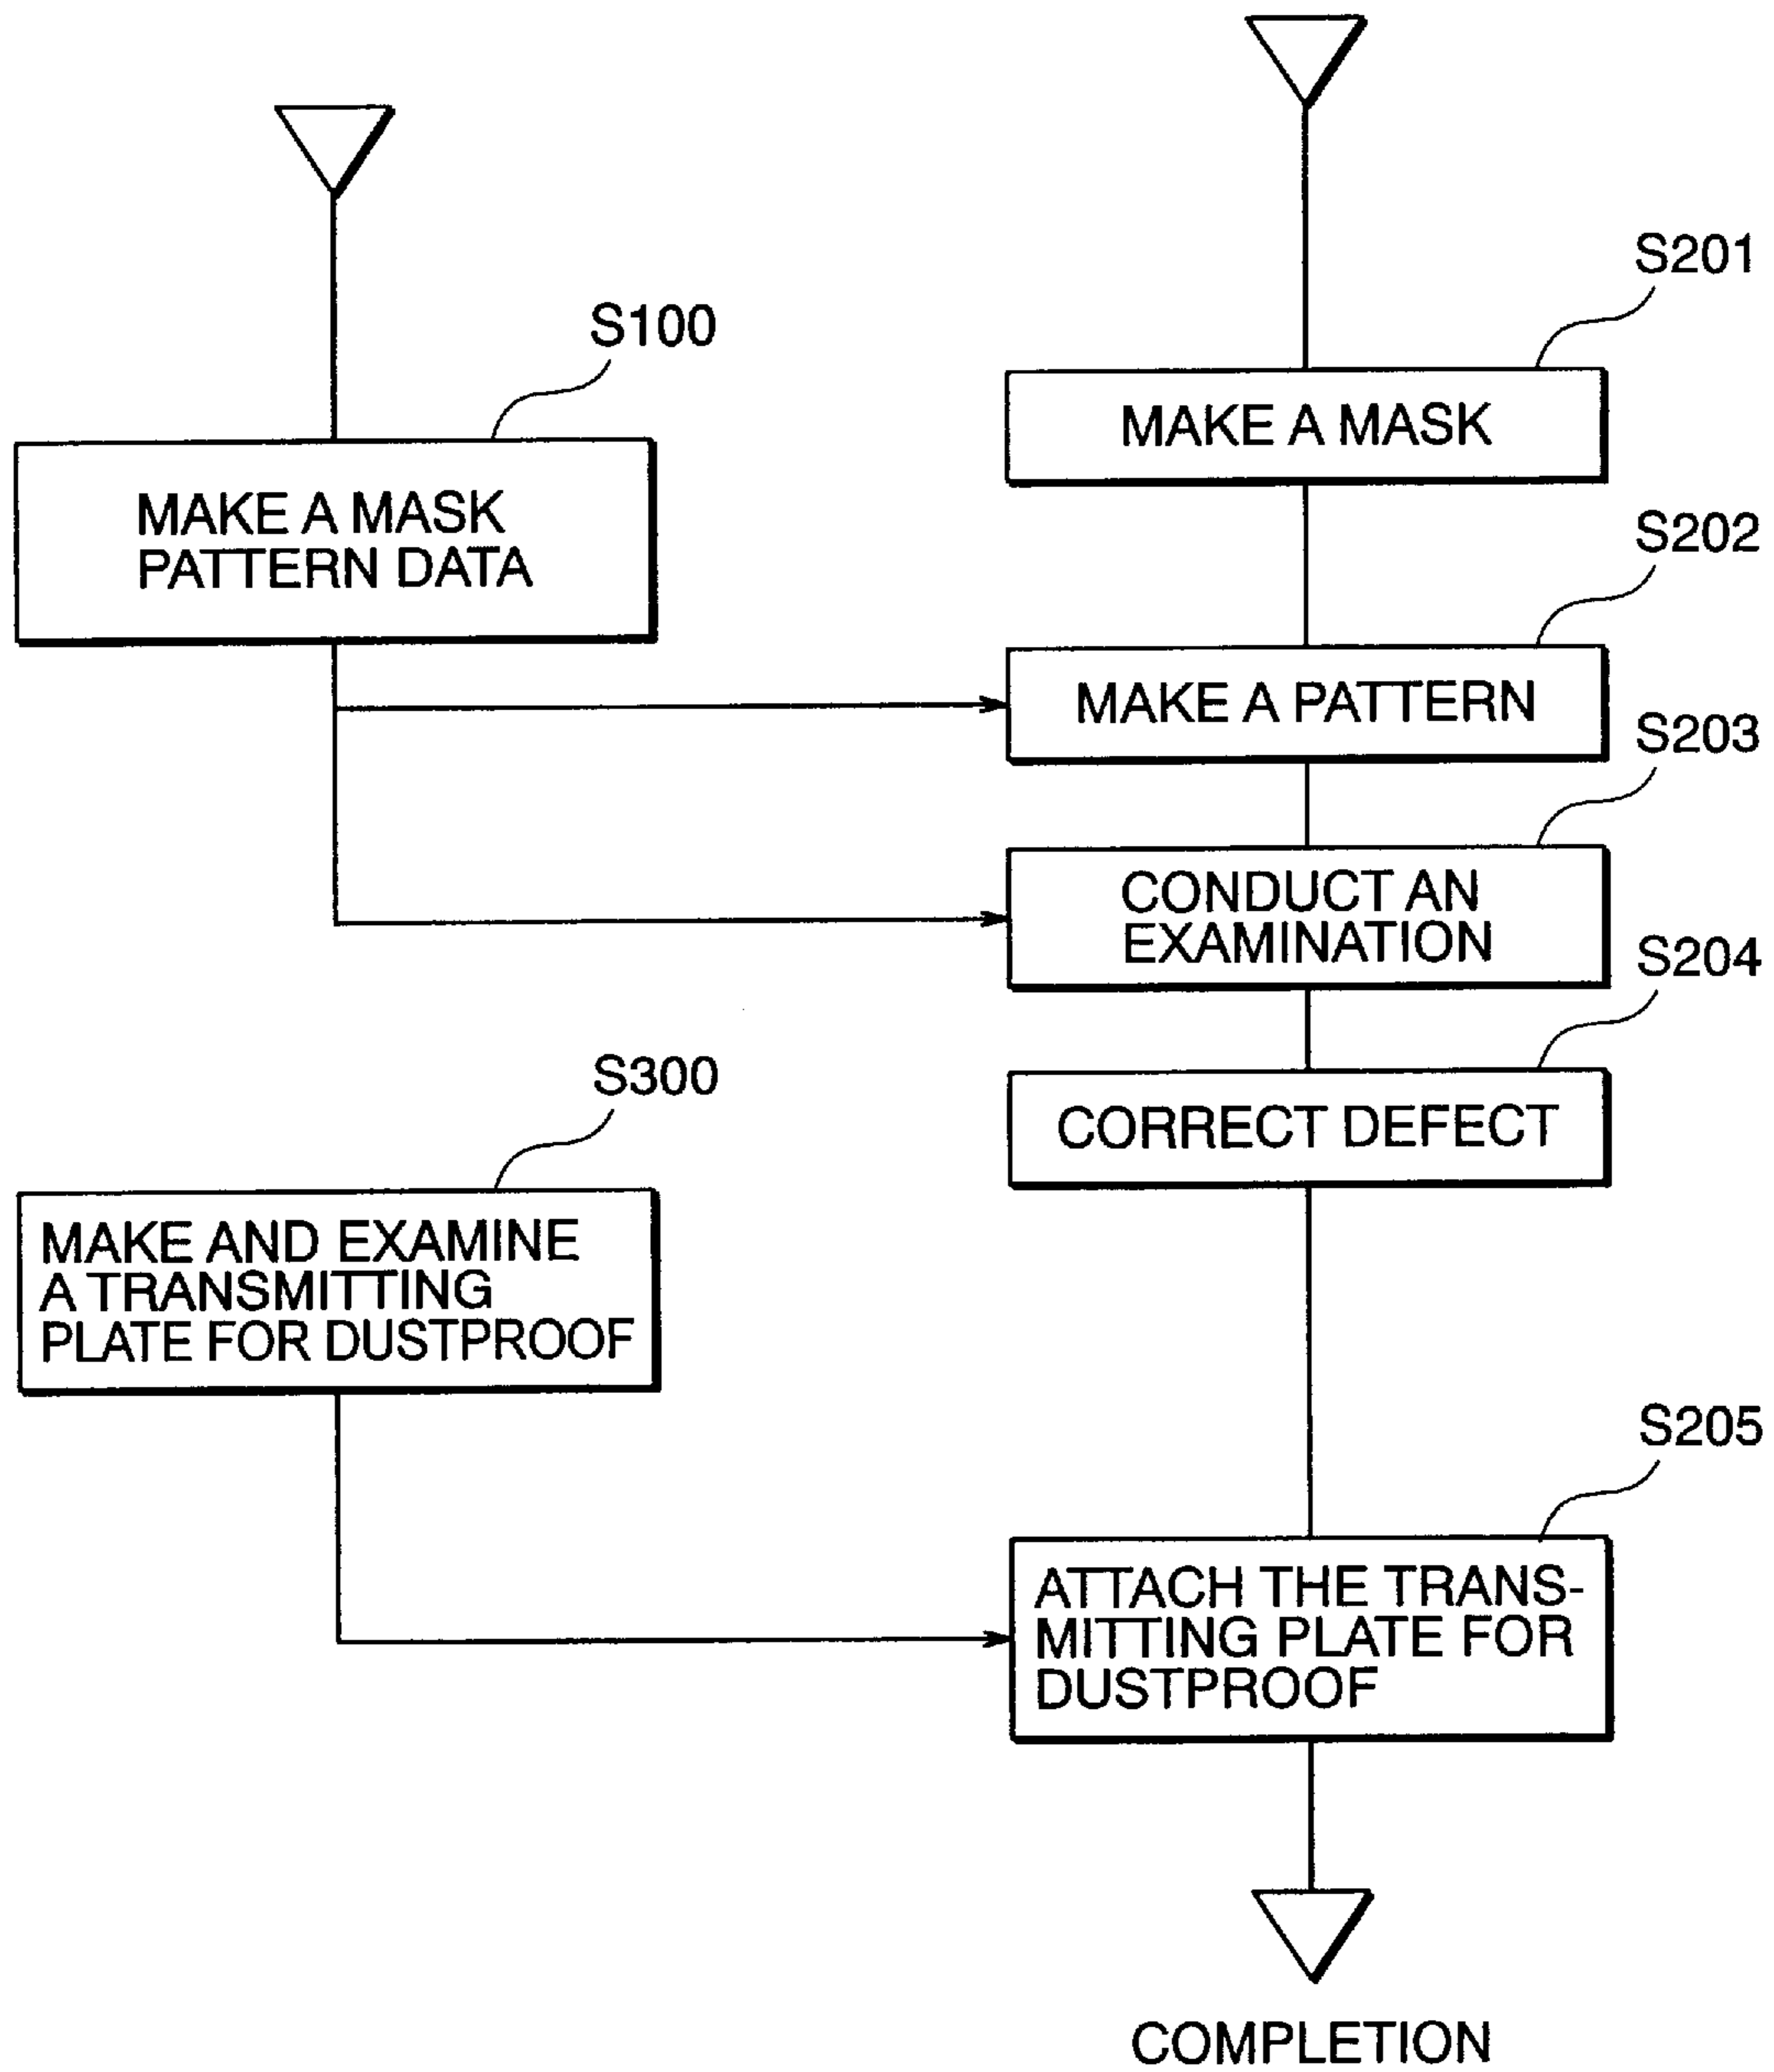 S201
S100
MAKE A MASK
MAKE A MASK
PATTERN DATA
S202
MAKE A PATTERN
S203
CONDUCT AN
EXAMINATION
S204
CORRECT DEFECT
S300
MAKE AND EXAMINE
A TRANSMITTING
PLATE FOR DUSTPROOF
S205
ATTACH THE TRANS-
MITTING PLATE FOR
DUSTPROOF
COMPLETION